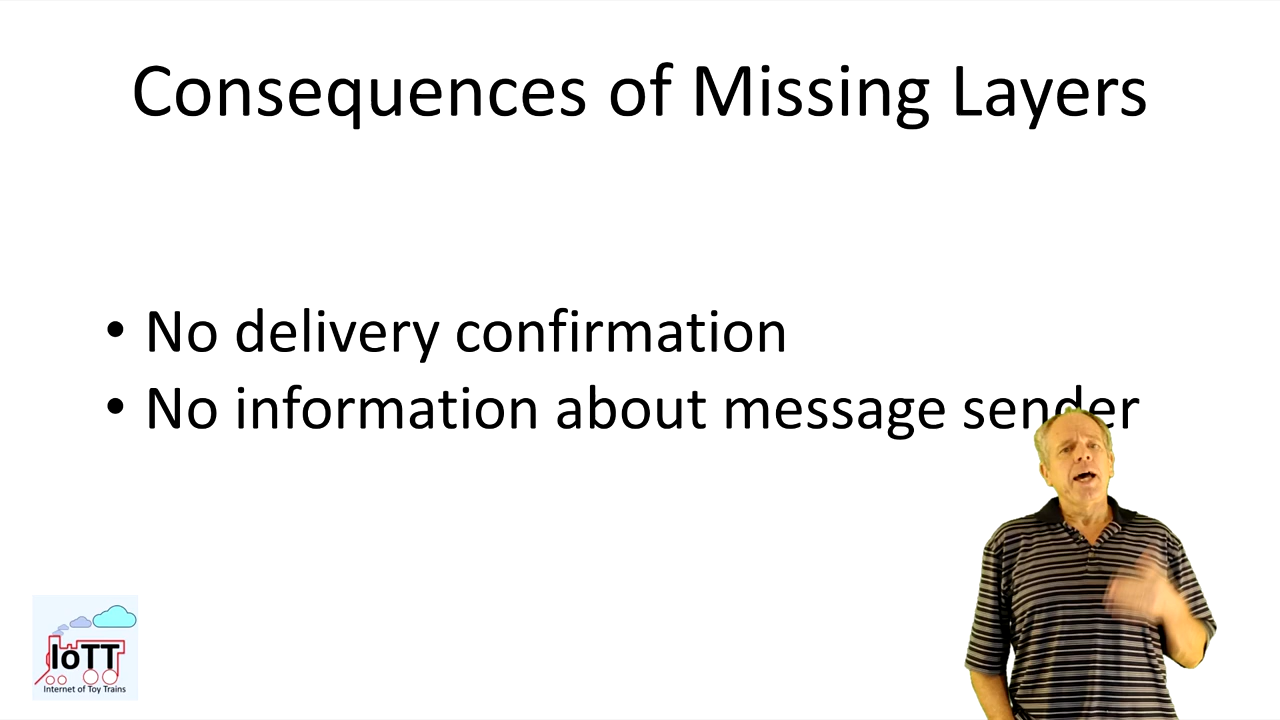 Consequences of Missing Layers
• No delivery confirmation
• No information about message sender
IoTT
Internet of Toy Trains